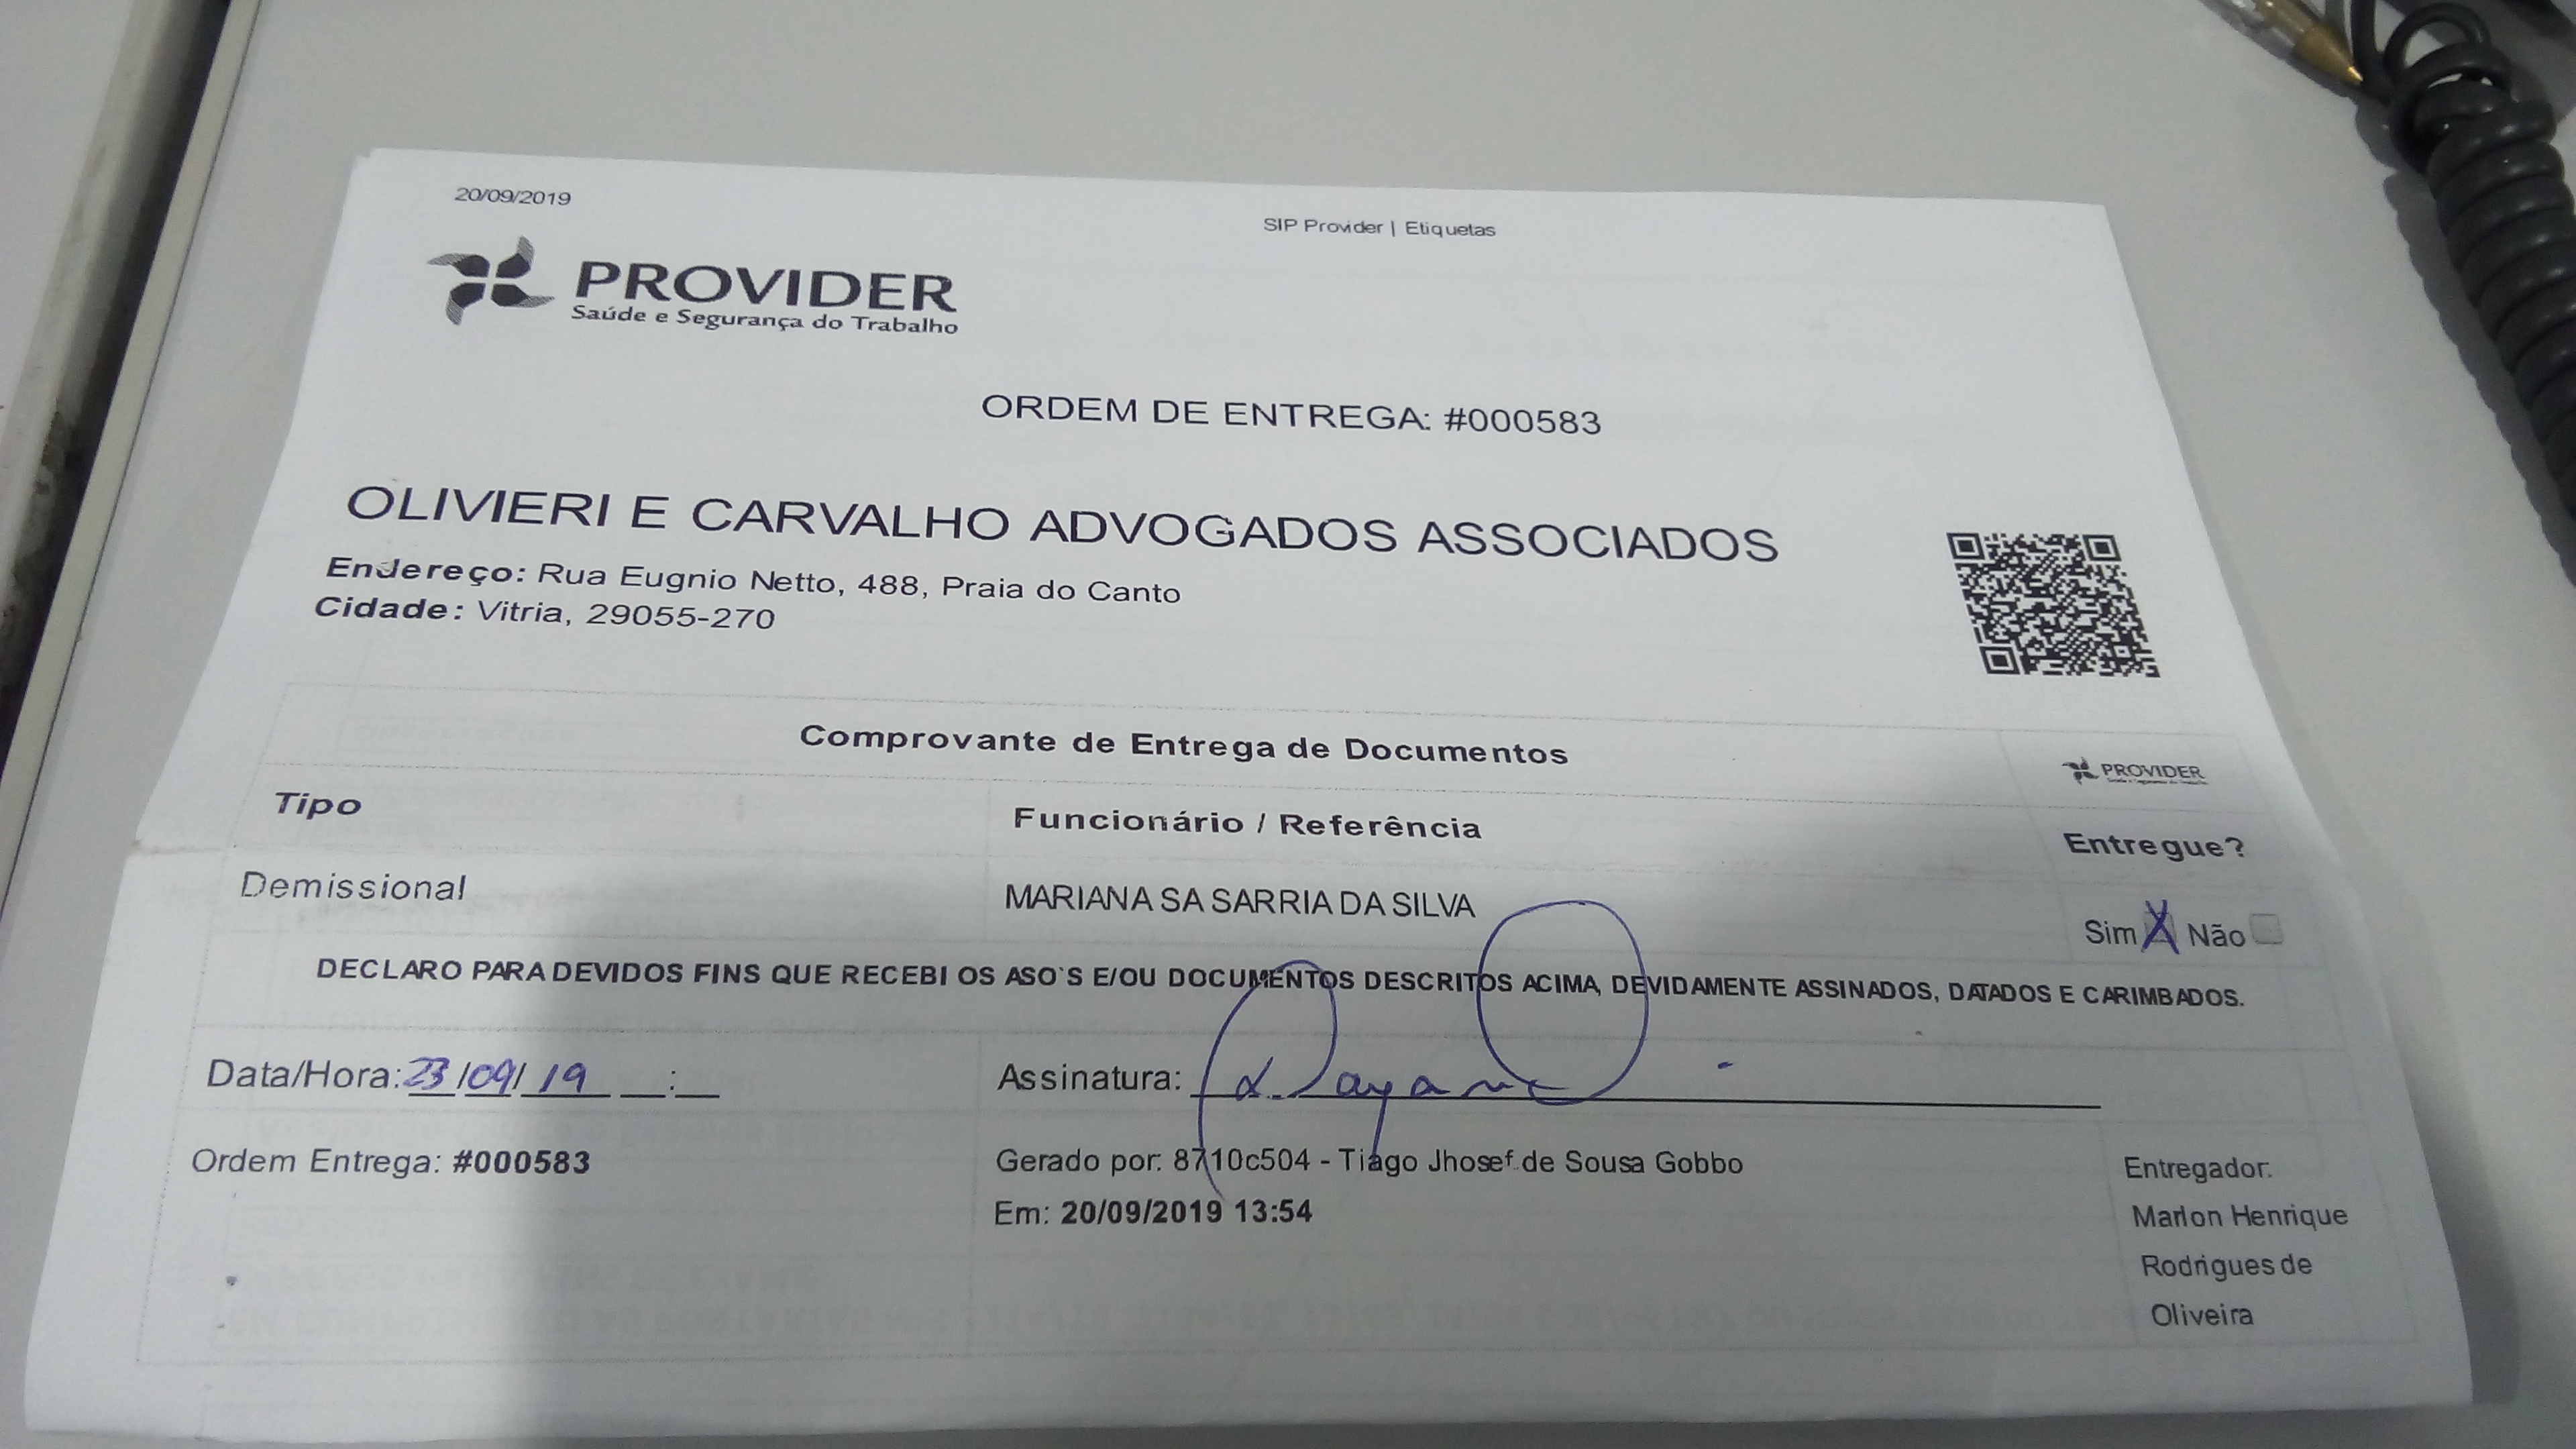 20/09/2019
SIP Provider | Etiquetas
PROVIDER
Saúde e Segurança do Trabalho
ORDEM DE ENTREGA: #000583
OLIVIERI E CARVALHO ADVOGADOS ASSOCIADOS
Endereço: Rua Eugnio Netto, 488, Praia do Canto
Cidade: Vitria, 29055-270
Comprovante de Entrega de Documentos
PROVIDER
Tipo Funcionário / Referência Entregue?
Demissional MARIANA SA SARRIA DA SILVA Sim X Não
DECLARO PARA DEVIDOS FINS QUE RECEBI OS ASO`S E/OU DOCUMENTOS DESCRITOS ACIMA, DEVIDAMENTE ASSINADOS, DATADOS E CARIMBADOS.
Data/Hora: 23/09/19 __:__ Assinatura:
Ordem Entrega: #000583 Gerado por: 8710c504 - Tiago Jhosef de Sousa Gobbo Entregador:
Em: 20/09/2019 13:54 Marlon Henrique
Rodrigues de
Oliveira